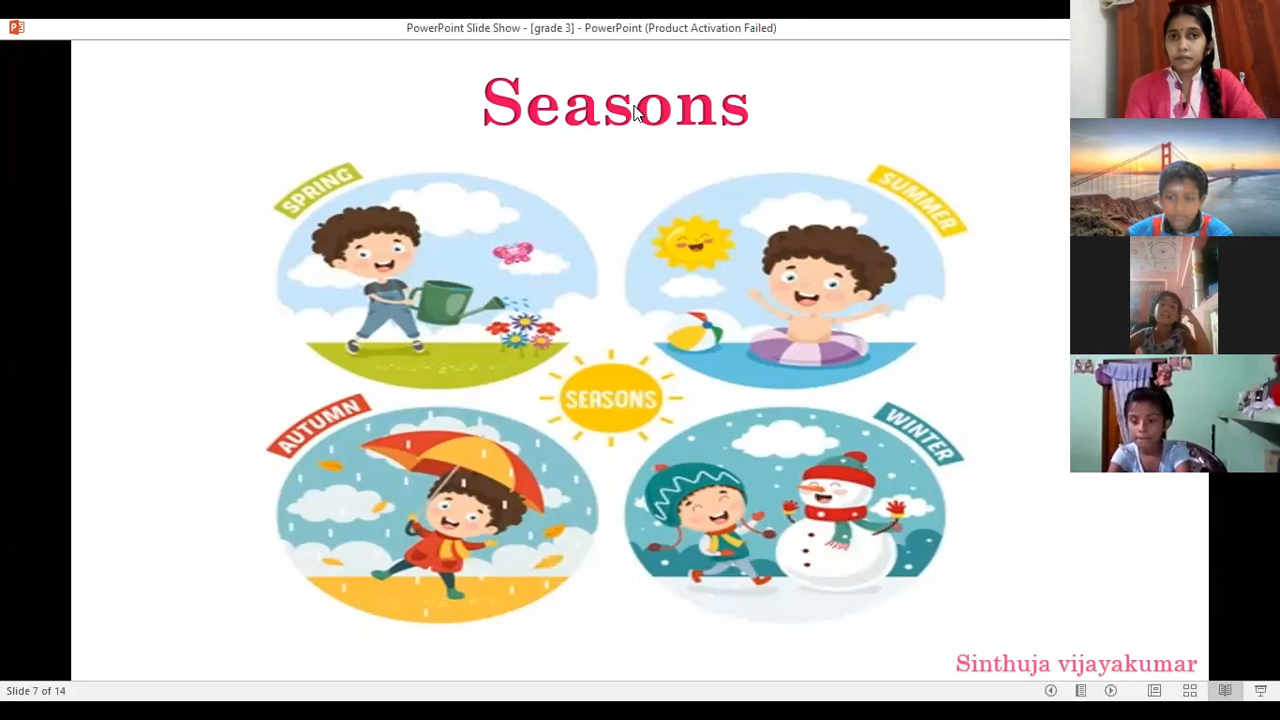 PowerPoint Slide Show - [grade 3] - PowerPoint (Product Activation Failed)
Seasons
SPRING
SUMMER
SEASONS
AUTUMN
WINTER
Sinthuja vijayakumar
Slide 7 of 14